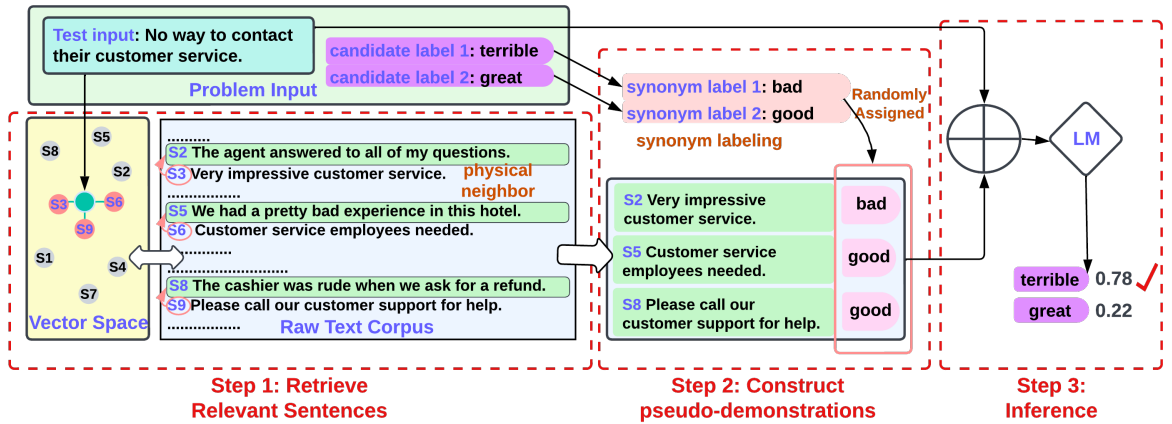 Test input: No way to contact
their customer service.
candidate label 1: terrible
candidate label 2: great
Problem Input
S8
S5
S2
S3
S6
S9
S1
S4
S7
Vector Space
..........
S2 The agent answered to all of my questions.
S3 Very impressive customer service.
physical
neighbor
.................
S5 We had a pretty bad experience in this hotel.
S6 Customer service employees needed.
...............
............................
S8 The cashier was rude when we ask for a refund.
S9 Please call our customer support for help.
.................
Raw Text Corpus
Step 1: Retrieve
Relevant Sentences
synonym label 1: bad
synonym label 2: good
synonym labeling
Randomly
Assigned
S2 Very impressive
customer service.
bad
S5 Customer service
employees needed.
good
S8 Please call our
customer support for help.
good
Step 2: Construct
pseudo-demonstrations
LM
terrible 0.78
great 0.22
Step 3:
Inference